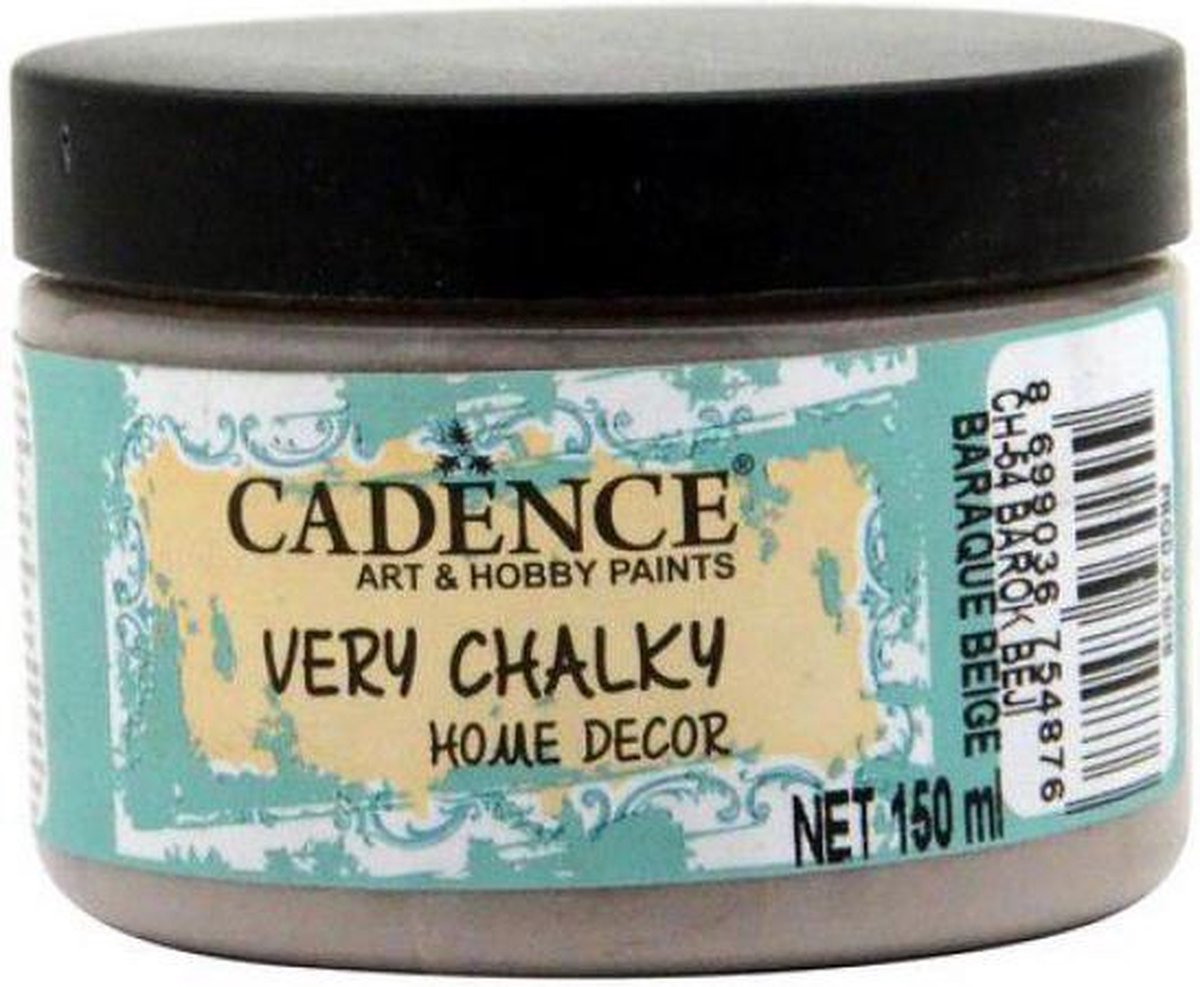 CADENCE®
ART & HOBBY PAINTS
VERY CHALKY
HOME DECOR
NET 150 ml
BARAQUE BEIGE
CH-54 BAROK BEJİ
8 699036 754876